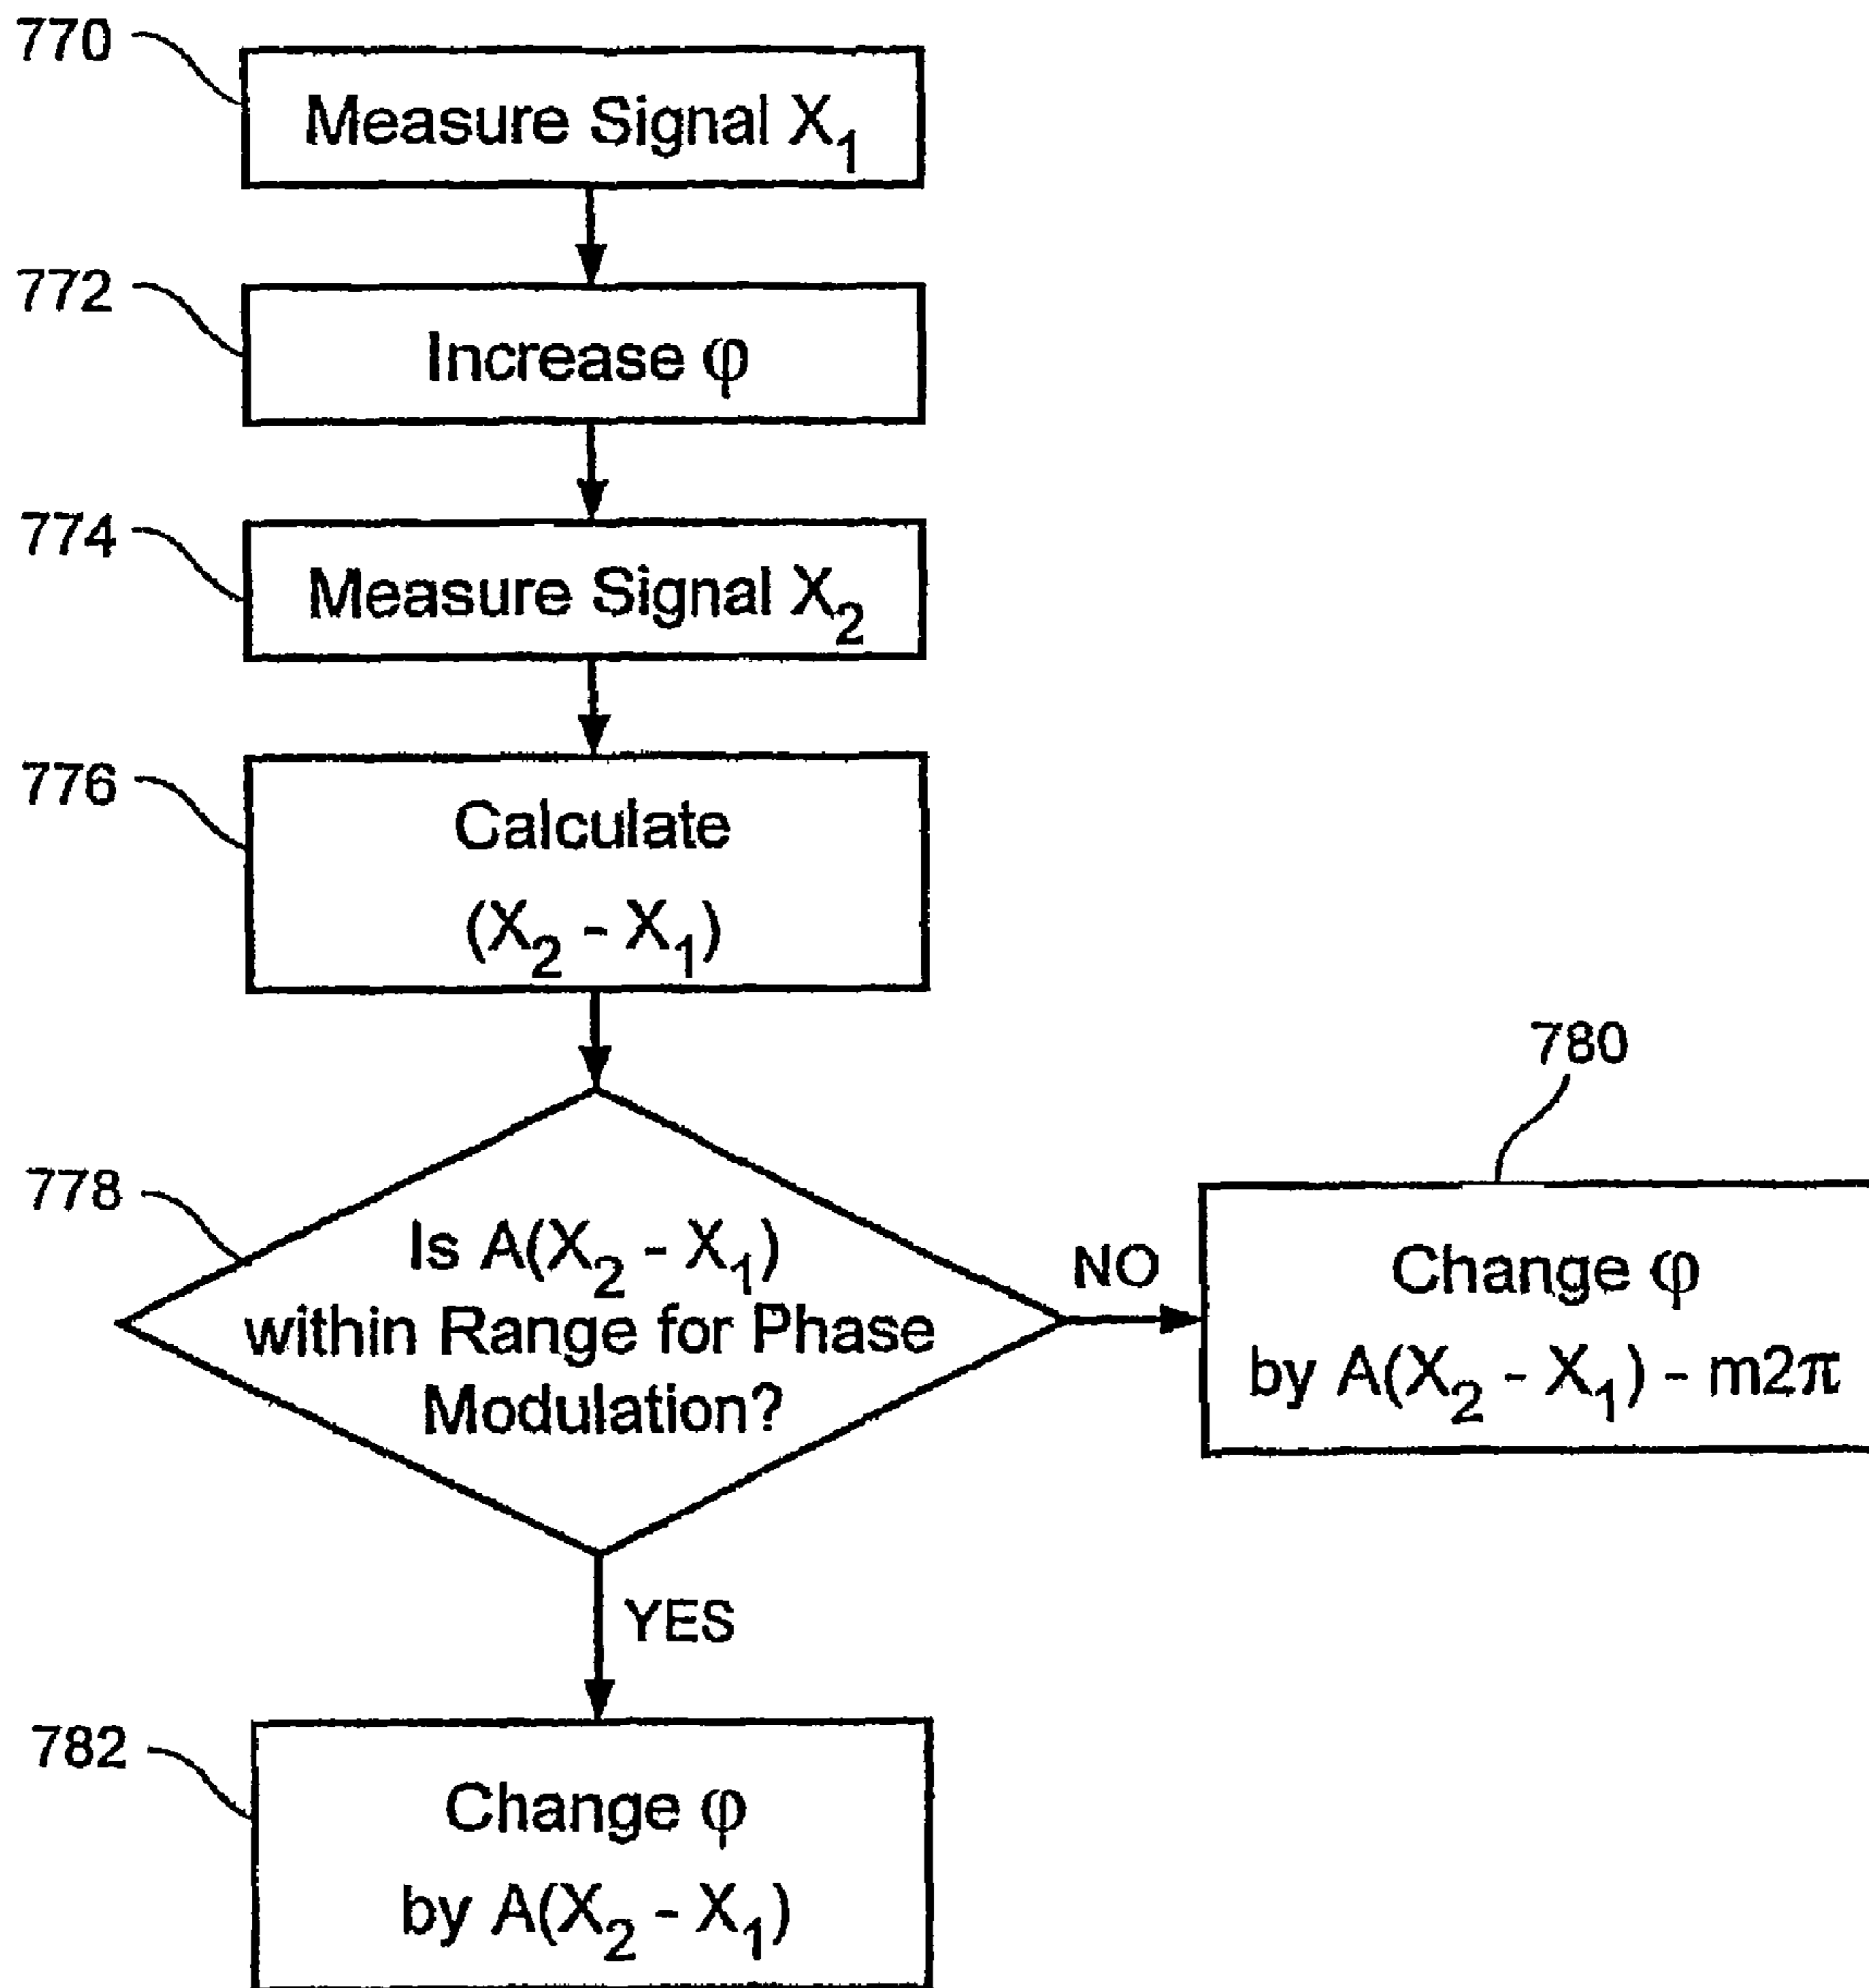 770
Measure Signal X₁
772
Increase φ
774
Measure Signal X₂
776
Calculate
(X₂ - X₁)
778
Is A(X₂ - X₁)
within Range for Phase
Modulation?
NO
780
Change φ
by A(X₂ - X₁) - m2π
YES
782
Change φ
by A(X₂ - X₁)